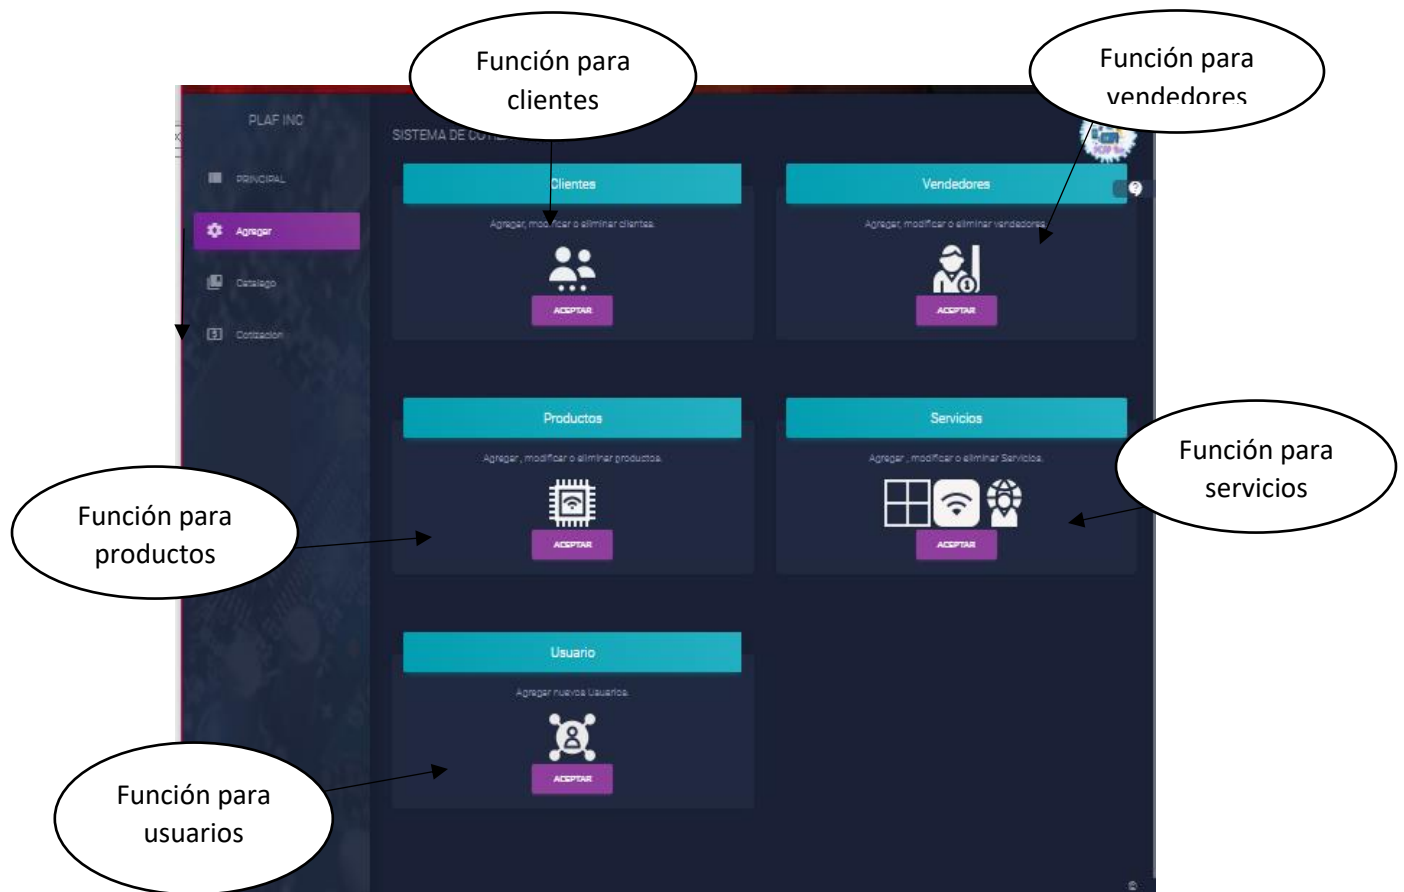 Función para
clientes
Función para
vendedores
PLAF INC
SISTEMA DE
PRINCIPAL
Agregar
Catalago
Cotizacion
Clientes
Agregar, modificar o eliminar clientes.
ACEPTAR
Vendedores
Agregar, modificar o eliminar vendedores.
ACEPTAR
Productos
Agregar , modificar o eliminar productos.
ACEPTAR
Servicios
Agregar , modificar o eliminar Servicios.
ACEPTAR
Función para
servicios
Función para
productos
Usuario
Agregar nuevos Usuarios.
ACEPTAR
Función para
usuarios
©